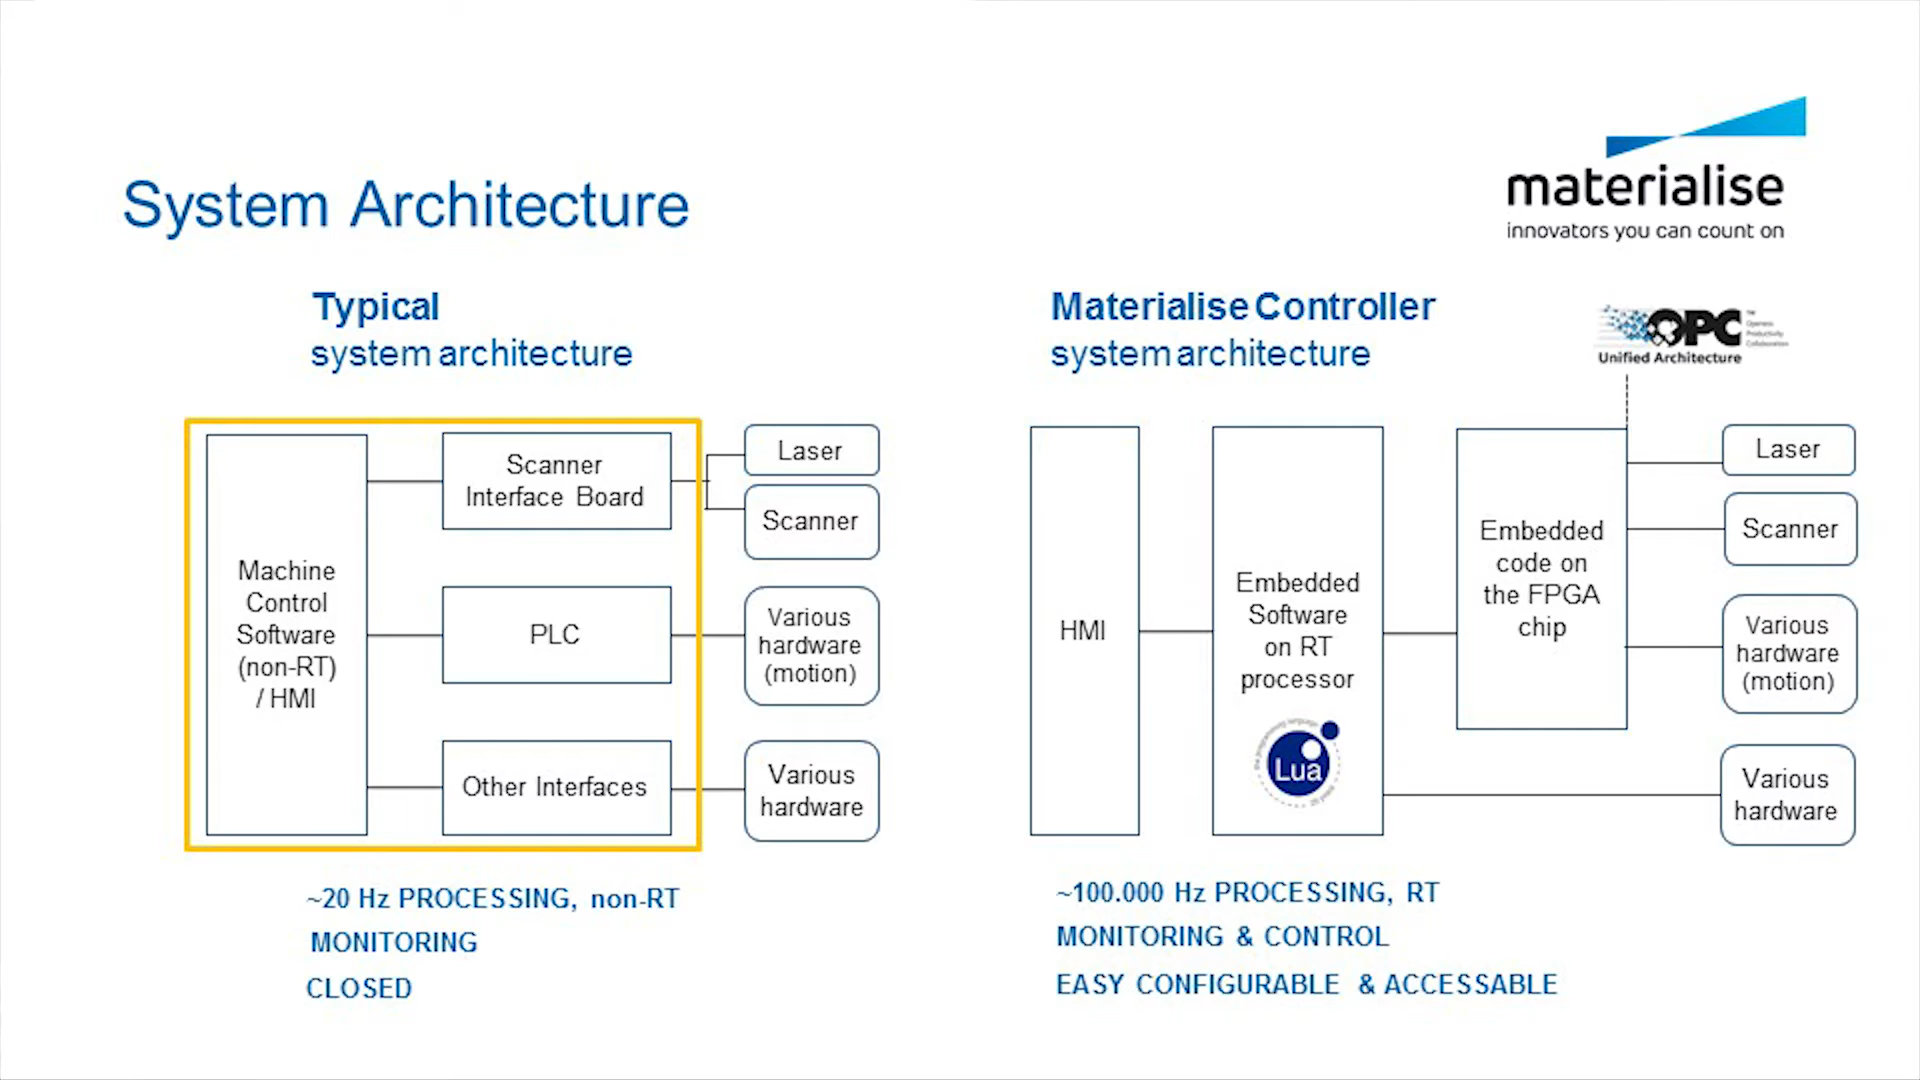 materialise
innovators you can count on
System Architecture
Typical
system architecture
Machine
Control
Software
(non-RT)
/ HMI
Scanner
Interface Board
PLC
Other Interfaces
Laser
Scanner
Various
hardware
(motion)
Various
hardware
~20 Hz PROCESSING, non-RT
MONITORING
CLOSED
Materialise Controller
system architecture
OPC
Unified Architecture
HMI
Embedded
Software
on RT
processor
Lua
Embedded
code on
the FPGA
chip
Laser
Scanner
Various
hardware
(motion)
Various
hardware
~100.000 Hz PROCESSING, RT
MONITORING & CONTROL
EASY CONFIGURABLE & ACCESSABLE